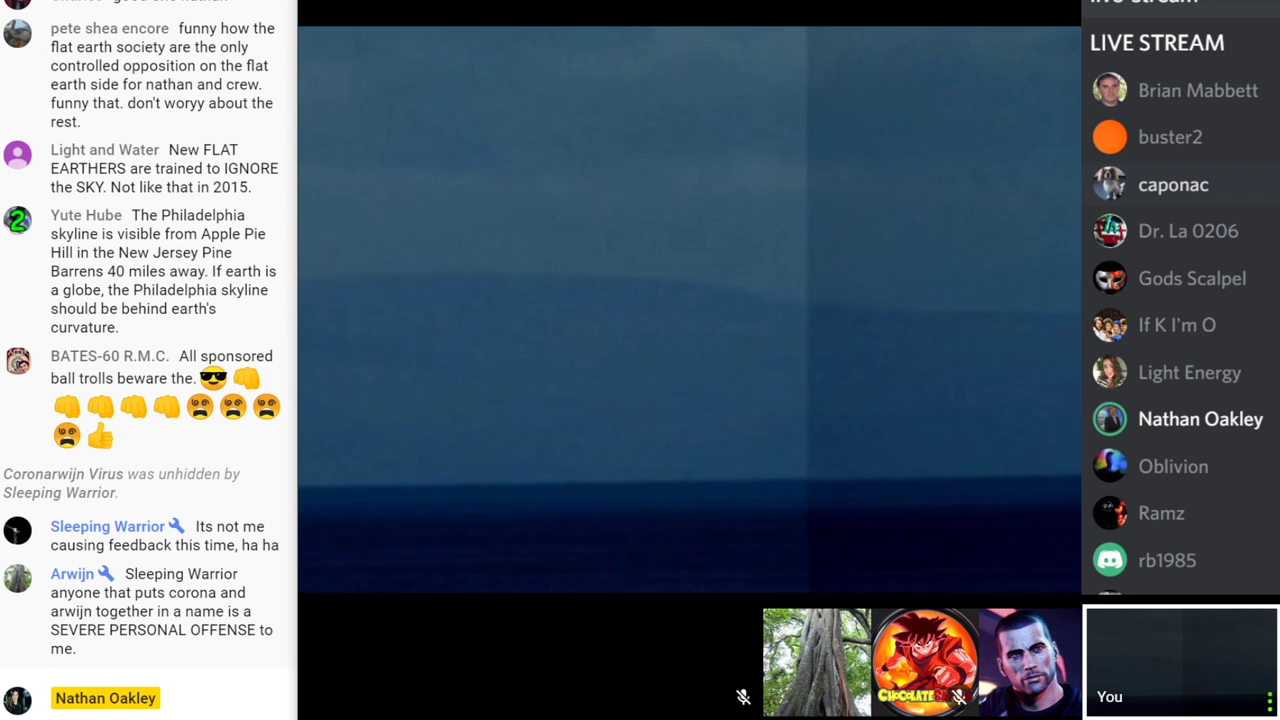 pete shea encore funny how the
flat earth society are the only
controlled opposition on the flat
earth side for nathan and crew.
funny that. don't woryy about the
rest.
Light and Water New FLAT
EARTHERS are trained to IGNORE
the SKY. Not like that in 2015.
Yute Hube The Philadelphia
skyline is visible from Apple Pie
Hill in the New Jersey Pine
Barrens 40 miles away. If earth is
a globe, the Philadelphia skyline
should be behind earth's
curvature.
BATES-60 R.M.C. All sponsored
ball trolls beware the.
Coronarwijn Virus was unhidden by
Sleeping Warrior.
Sleeping Warrior Its not me
causing feedback this time, ha ha
Arwijn Sleeping Warrior
anyone that puts corona and
arwijn together in a name is a
SEVERE PERSONAL OFFENSE to
me.
Nathan Oakley
LIVE STREAM
Brian Mabbett
buster2
caponac
Dr. La 0206
Gods Scalpel
If K I'm O
Light Energy
Nathan Oakley
Oblivion
Ramz
rb1985
You